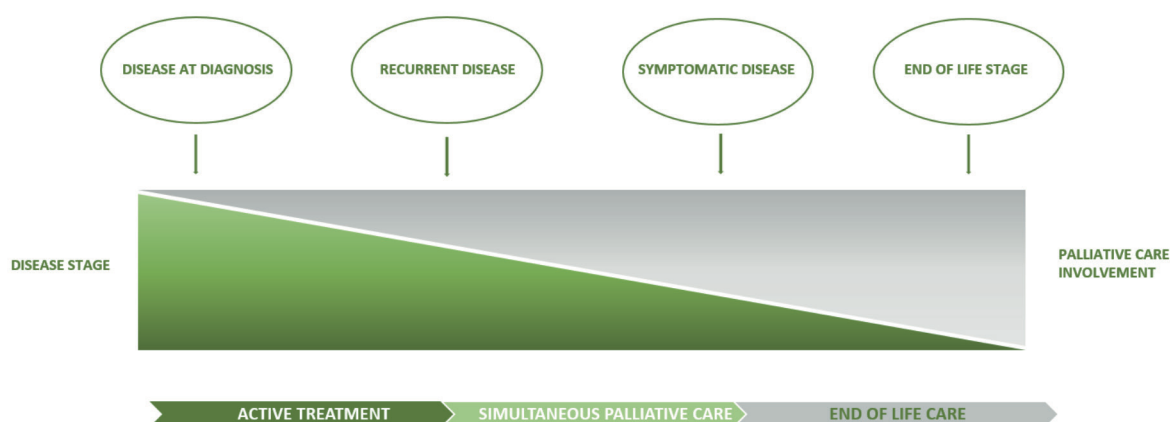 DISEASE AT DIAGNOSIS
RECURRENT DISEASE
SYMPTOMATIC DISEASE
END OF LIFE STAGE
DISEASE STAGE
PALLIATIVE CARE
INVOLVEMENT
ACTIVE TREATMENT
SIMULTANEOUS PALLIATIVE CARE
END OF LIFE CARE